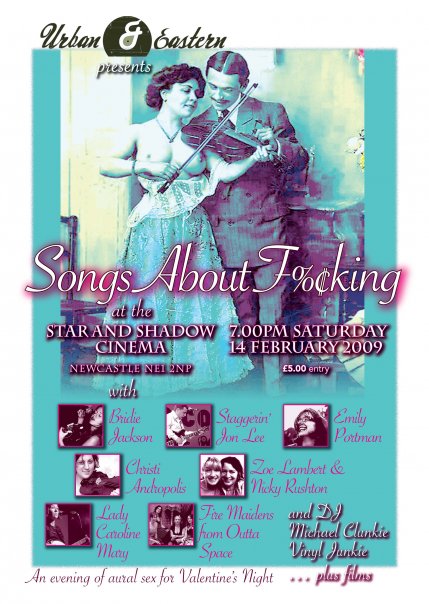 Urban & Eastern
presents
Songs About F%¢king
at the
STAR AND SHADOW
CINEMA
NEWCASTLE NE1 2NP
7.00PM SATURDAY
14 FEBRUARY 2009
£5.00 entry
with
Bridie
Jackson
Staggerin'
Jon Lee
Emily
Portman
Christi
Andropolis
Zoe Lambert &
Nicky Rushton
Lady
Caroline
Mary
Fire Maidens
from Outta
Space
and DJ
Michael Clunkie
Vinyl Junkie
... plus films
An evening of aural sex for Valentine's Night